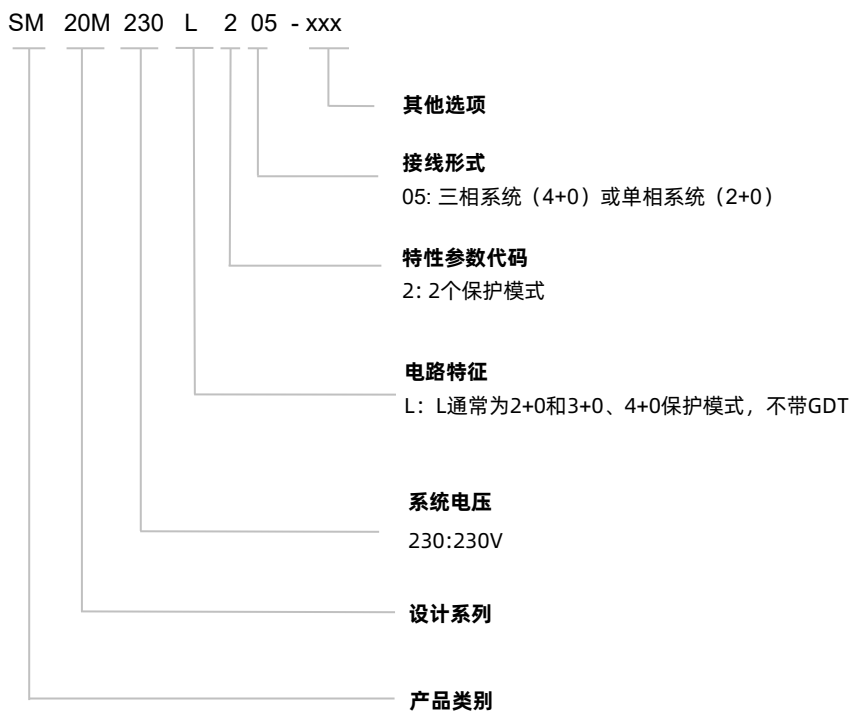 SM 20M 230 L 2 05 - xxx
其他选项
接线形式
05: 三相系统（4+0）或单相系统（2+0）
特性参数代码
2: 2个保护模式
电路特征
L：L通常为2+0和3+0、4+0保护模式，不带GDT
系统电压
230:230V
设计系列
产品类别